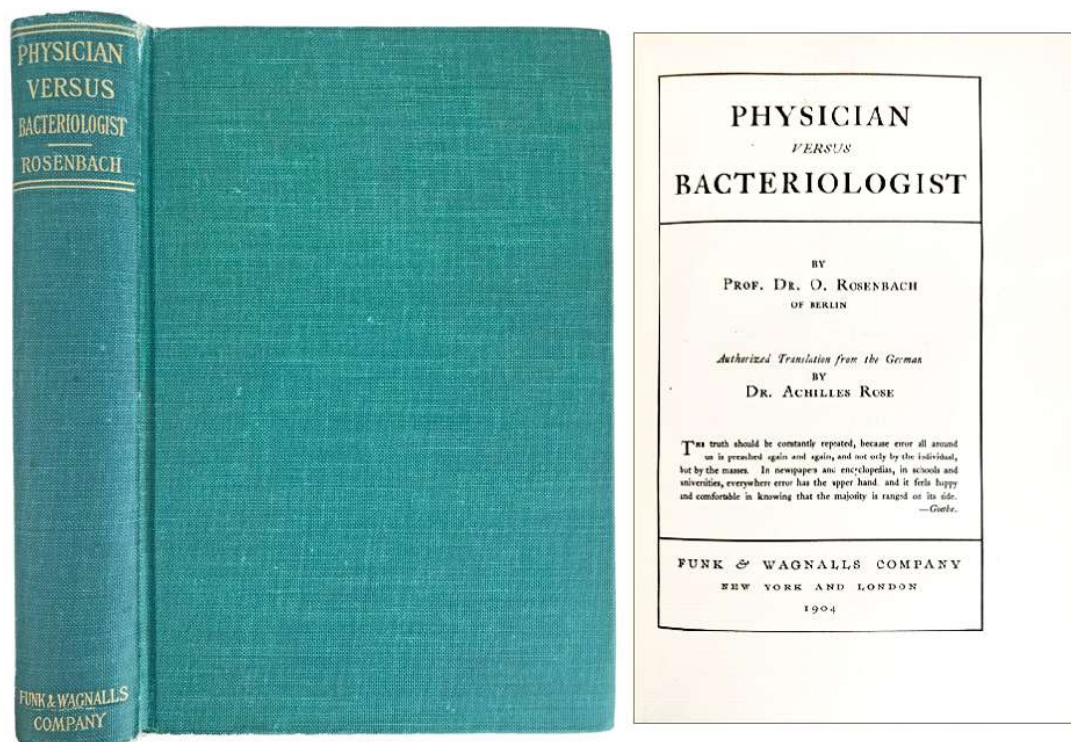 PHYSICIAN
VERSUS
BACTERIOLOGIST
ROSENBACH
FUNK & WAGNALLS
COMPANY
PHYSICIAN
VERSUS
BACTERIOLOGIST
BY
PROF. DR. O. ROSENBACH
OF BERLIN
Authorized Translation from the German
BY
DR. ACHILLES ROSE
THE truth should be constantly repeated, because error all around
us is preached again and again, and not only by the individual,
but by the masses. In newspapers and encyclopedias, in schools and
universities, everywhere error has the upper hand and it feels happy
and comfortable in knowing that the majority is ranged on its side.
—Goethe.
FUNK & WAGNALLS COMPANY
NEW YORK AND LONDON
1904